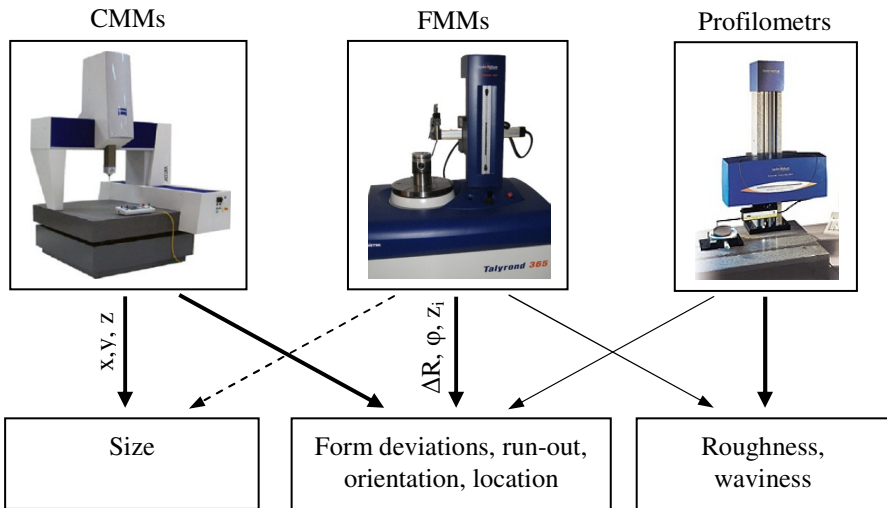 CMMs
FMMs
Profilometrs
Talyrond 365
x,y, z
ΔR, φ, zᵢ
Size
Form deviations, run-out,
orientation, location
Roughness,
waviness